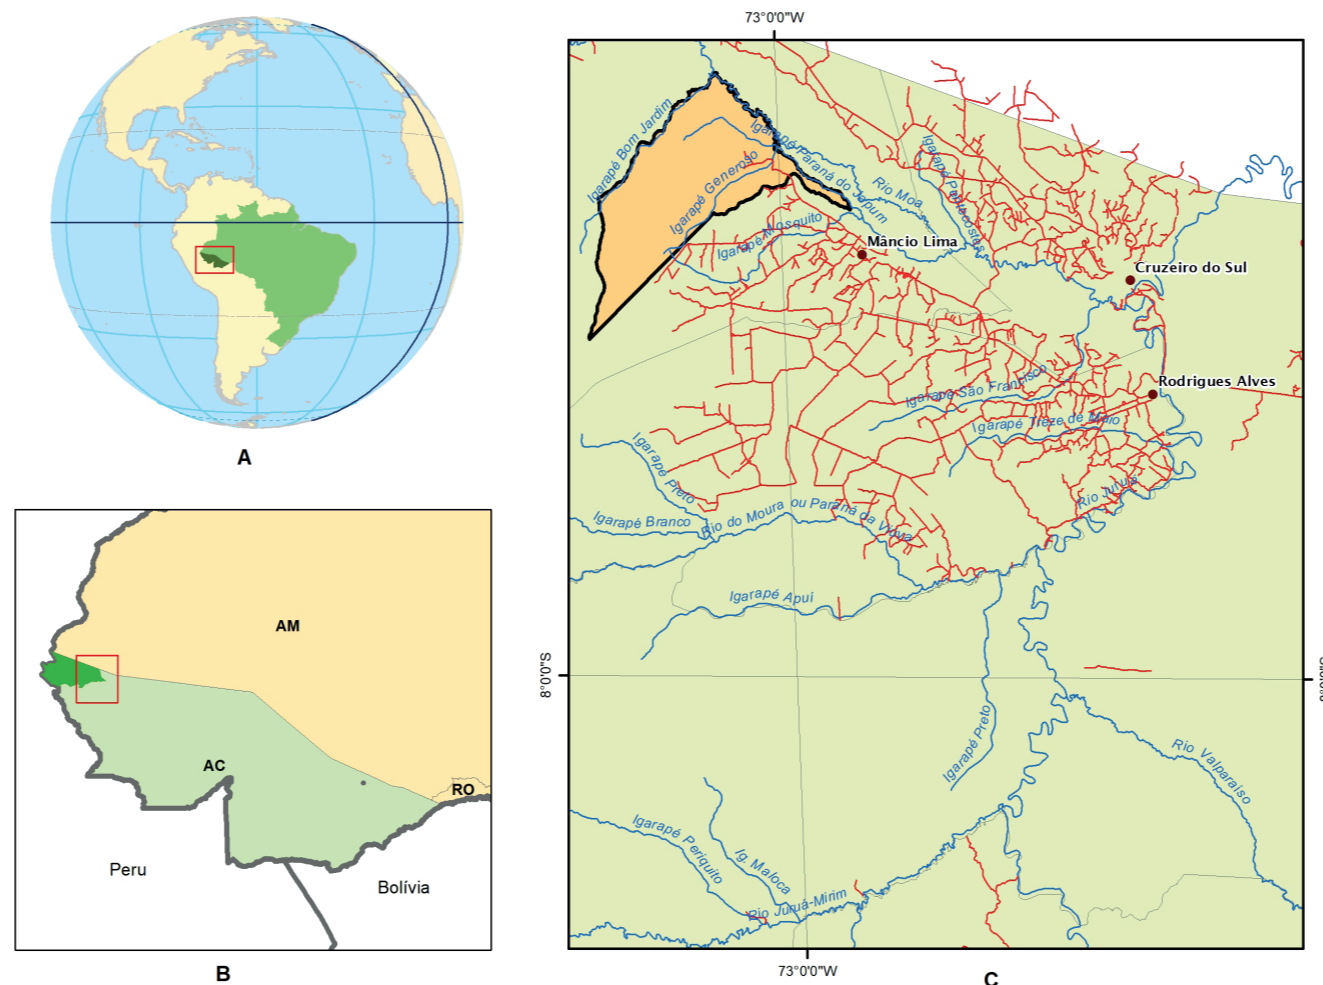 73°0'0"W
Igarapé Bom Jardim
Igarapé Generoso
Igarapé Paraná do Japum
Rio Moa
Igarapé Pentecostes
Igarapé Mosquito
Mâncio Lima
Cruzeiro do Sul
Rodrigues Alves
Igarapé São Francisco
Igarapé Treze de Maio
Rio Juruá
Igarapé Preto
Igarapé Branco
Rio do Moura ou Paraná da Viúva
Igarapé Apuí
8°0'0"S
Igarapé Preto
Rio Valparaíso
Igarapé Periquito
Ig. Maloca
Rio Juruá-Mirim
73°0'0"W
A
AM
AC
RO
Peru
Bolívia
B
C